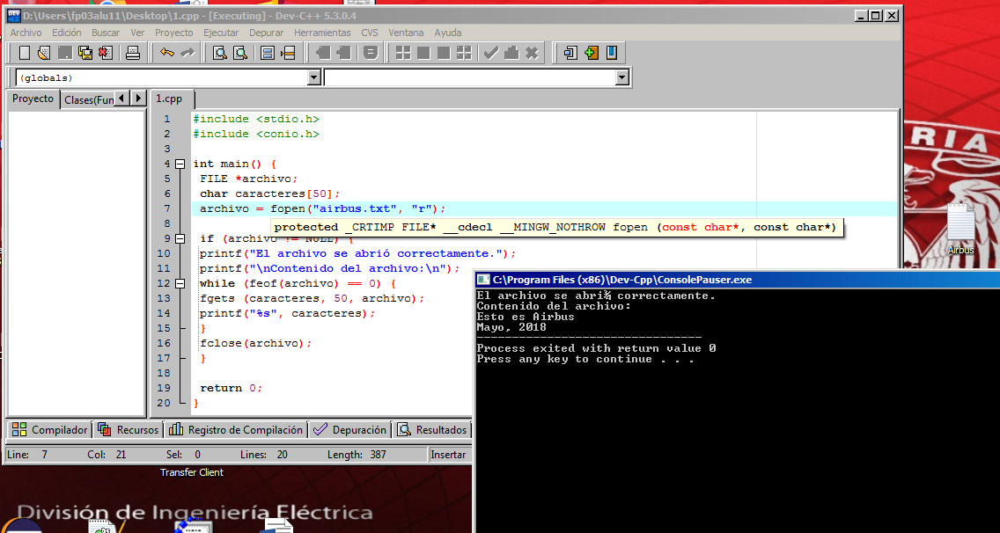 D:\Users\fp03alu11\Desktop\1.cpp - [Executing] - Dev-C++ 5.3.0.4
Archivo Edición Buscar Ver Proyecto Ejecutar Depurar Herramientas CVS Ventana Ayuda
(globals)
Proyecto Clases(Fun 1.cpp
1 #include <stdio.h>
2 #include <conio.h>
3
4 int main() {
5 FILE *archivo;
6 char caracteres[50];
7 archivo = fopen("airbus.txt", "r");
8
protected _CRTIMP FILE* __cdecl __MINGW_NOTHROW fopen (const char*, const char*)
9 if (archivo != NULL) {
10 printf("El archivo se abrió correctamente.");
11 printf("\nContenido del archivo:\n");
12 while (feof(archivo) == 0) {
13 fgets (caracteres, 50, archivo);
14 printf("%s", caracteres);
15 }
16 fclose(archivo);
17 }
18
19 return 0;
20 }
Compilador Recursos Registro de Compilación Depuración Resultados
Line: 7 Col: 21 Sel: 0 Lines: 20 Length: 387 Insertar
C:\Program Files (x86)\Dev-Cpp\ConsolePauser.exe
El archivo se abri¾ correctamente.
Contenido del archivo:
Esto es Airbus
Mayo, 2018
--------------------------------
Process exited with return value 0
Press any key to continue . . .
RIA
Airbus
Transfer Client
División de Ingeniería Eléctrica